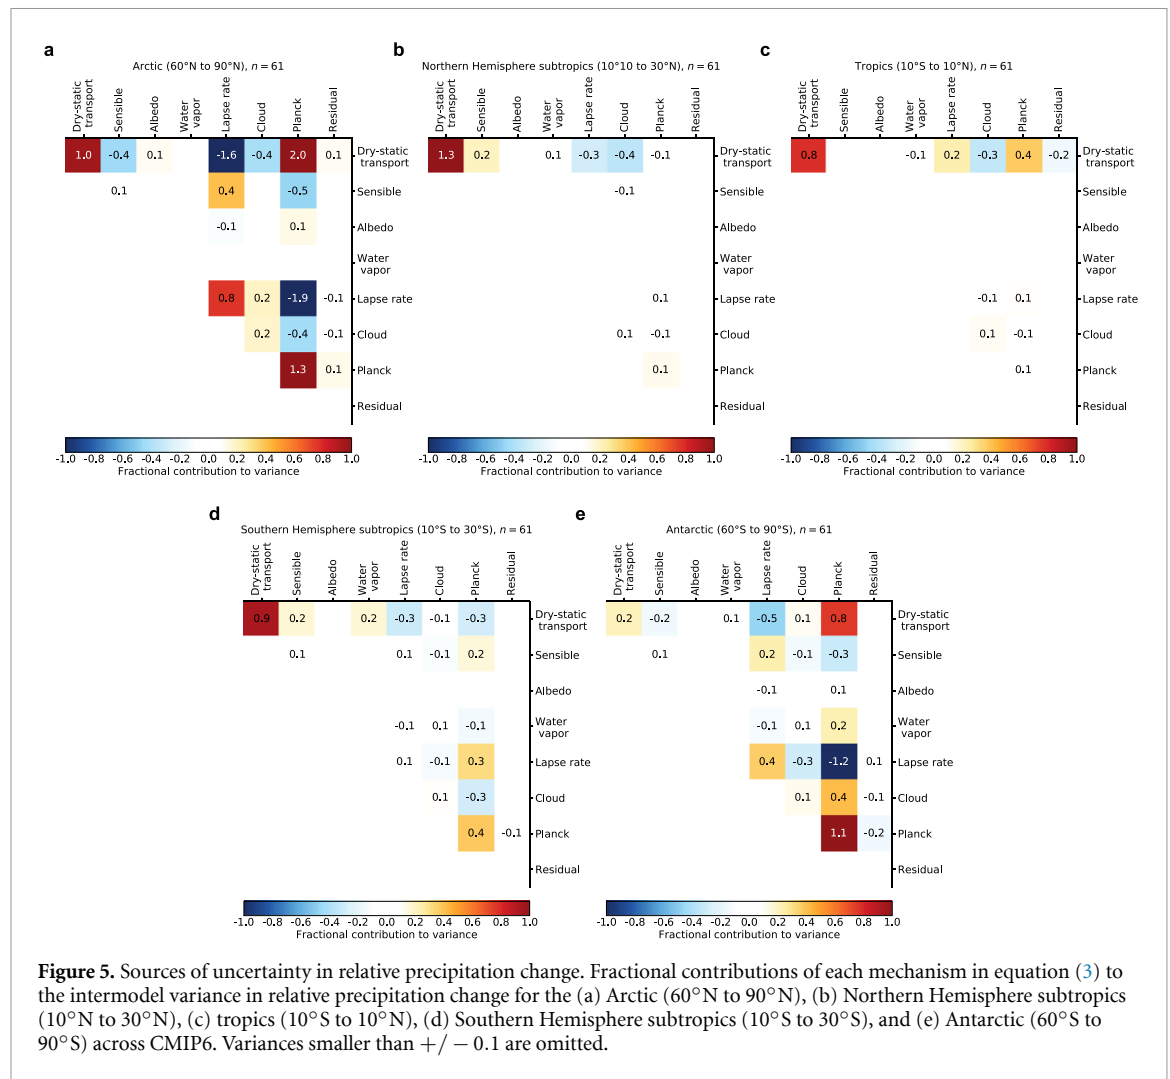 a
Arctic (60°N to 90°N), n = 61
Dry-static transport
Sensible
Albedo
Water vapor
Lapse rate
Cloud
Planck
Residual
1.0 -0.4 0.1 -1.6 -0.4 2.0 0.1 Dry-static transport
0.1 0.4 -0.5 Sensible
-0.1 0.1 Albedo
Water vapor
0.8 0.2 -1.9 -0.1 Lapse rate
0.2 -0.4 -0.1 Cloud
1.3 0.1 Planck
Residual
-1.0 -0.8 -0.6 -0.4 -0.2 0.0 0.2 0.4 0.6 0.8 1.0
Fractional contribution to variance
b
Northern Hemisphere subtropics (10°10 to 30°N), n = 61
Dry-static transport
Sensible
Albedo
Water vapor
Lapse rate
Cloud
Planck
Residual
1.3 0.2 0.1 -0.3 -0.4 -0.1 Dry-static transport
-0.1 Sensible
Albedo
Water vapor
0.1 Lapse rate
0.1 -0.1 Cloud
0.1 Planck
Residual
-1.0 -0.8 -0.6 -0.4 -0.2 0.0 0.2 0.4 0.6 0.8 1.0
Fractional contribution to variance
c
Tropics (10°S to 10°N), n = 61
Dry-static transport
Sensible
Albedo
Water vapor
Lapse rate
Cloud
Planck
Residual
0.8 -0.1 0.2 -0.3 0.4 -0.2 Dry-static transport
Sensible
Albedo
Water vapor
-0.1 0.1 Lapse rate
0.1 -0.1 Cloud
0.1 Planck
Residual
-1.0 -0.8 -0.6 -0.4 -0.2 0.0 0.2 0.4 0.6 0.8 1.0
Fractional contribution to variance
d
Southern Hemisphere subtropics (10°S to 30°S), n = 61
Dry-static transport
Sensible
Albedo
Water vapor
Lapse rate
Cloud
Planck
Residual
0.9 0.2 0.2 -0.3 -0.1 -0.3 Dry-static transport
0.1 0.1 -0.1 0.2 Sensible
Albedo
-0.1 0.1 -0.1 Water vapor
0.1 -0.1 0.3 Lapse rate
0.1 -0.3 Cloud
0.4 -0.1 Planck
Residual
-1.0 -0.8 -0.6 -0.4 -0.2 0.0 0.2 0.4 0.6 0.8 1.0
Fractional contribution to variance
e
Antarctic (60°S to 90°S), n = 61
Dry-static transport
Sensible
Albedo
Water vapor
Lapse rate
Cloud
Planck
Residual
0.2 -0.2 0.1 -0.5 0.1 0.8 Dry-static transport
0.1 0.2 -0.1 -0.3 Sensible
-0.1 0.1 Albedo
-0.1 0.1 0.2 Water vapor
0.4 -0.3 -1.2 0.1 Lapse rate
0.1 0.4 -0.1 Cloud
1.1 -0.2 Planck
Residual
-1.0 -0.8 -0.6 -0.4 -0.2 0.0 0.2 0.4 0.6 0.8 1.0
Fractional contribution to variance
Figure 5. Sources of uncertainty in relative precipitation change. Fractional contributions of each mechanism in equation (3) to
the intermodel variance in relative precipitation change for the (a) Arctic (60°N to 90°N), (b) Northern Hemisphere subtropics
(10°N to 30°N), (c) tropics (10°S to 10°N), (d) Southern Hemisphere subtropics (10°S to 30°S), and (e) Antarctic (60°S to
90°S) across CMIP6. Variances smaller than +/ − 0.1 are omitted.